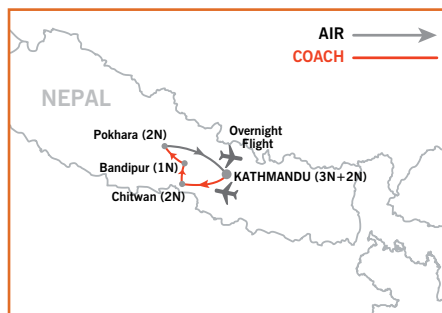 AIR
COACH
NEPAL
Pokhara (2N)
Overnight
Flight
Bandipur (1N)
KATHMANDU (3N+2N)
Chitwan (2N)